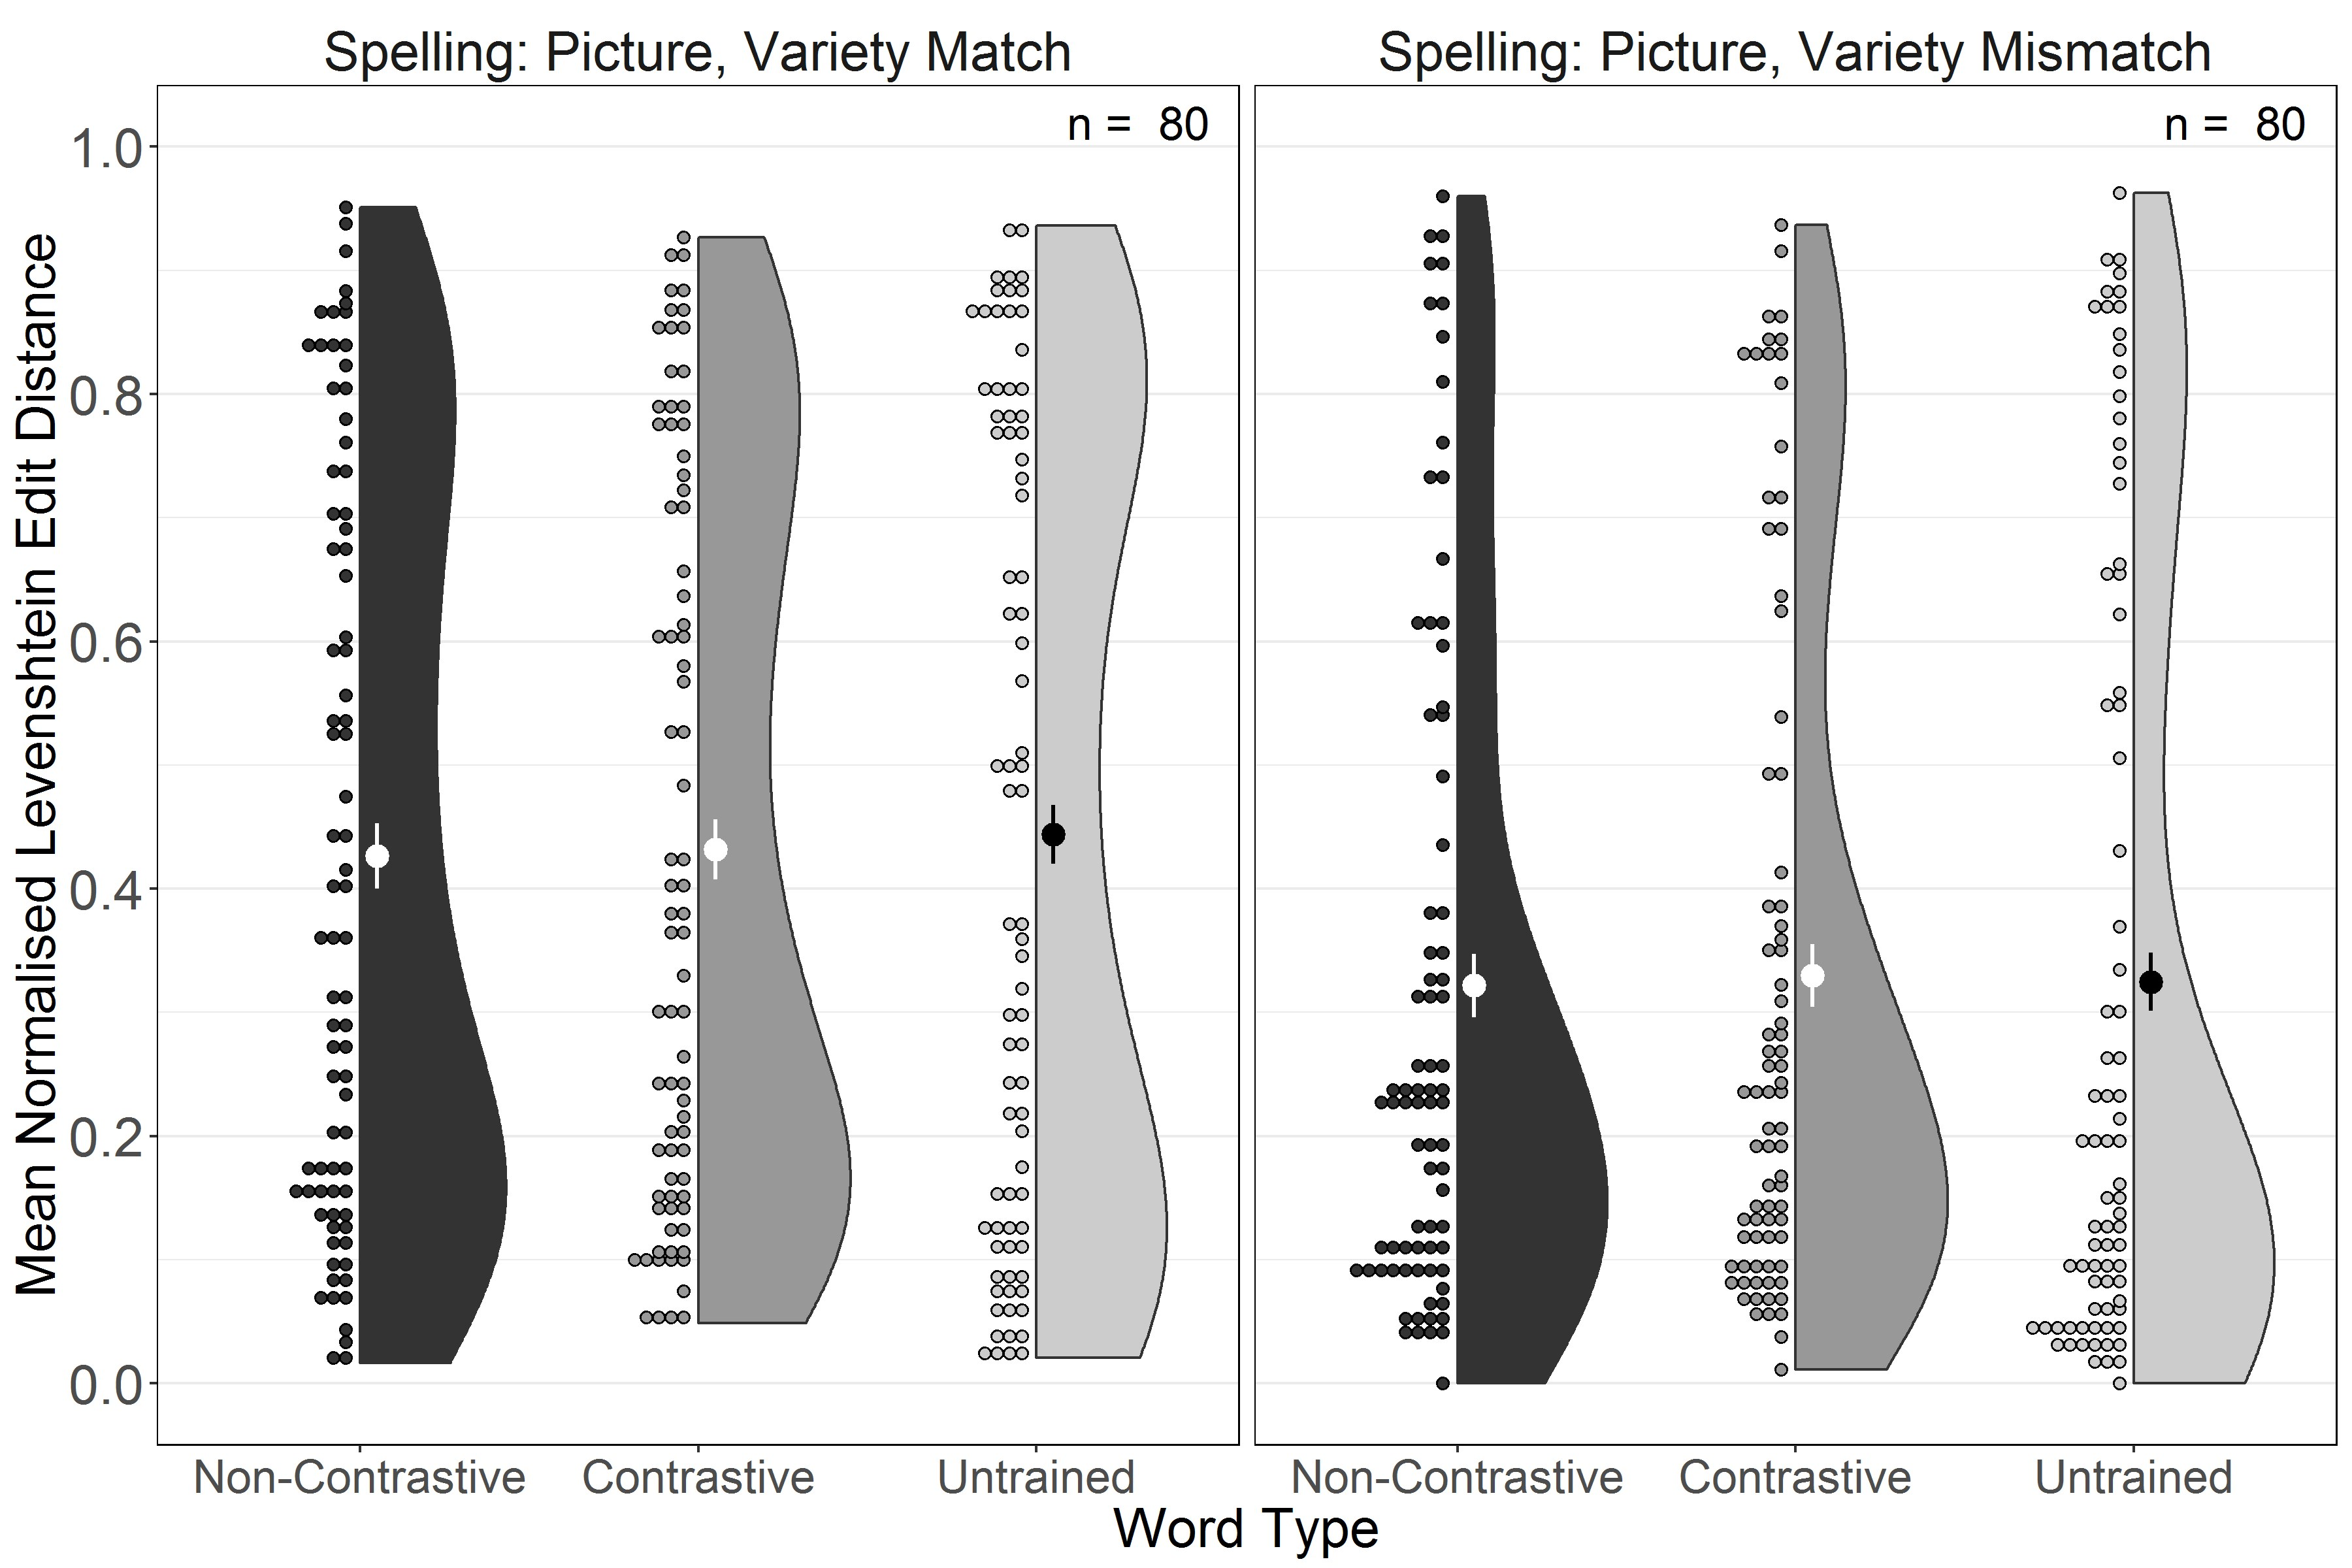 Spelling: Picture, Variety Match
Spelling: Picture, Variety Mismatch
n =  80
n =  80
Mean Normalised Levenshtein Edit Distance
1.0
0.8
0.6
0.4
0.2
0.0
Non-Contrastive
Contrastive
Untrained
Non-Contrastive
Contrastive
Untrained
Word Type